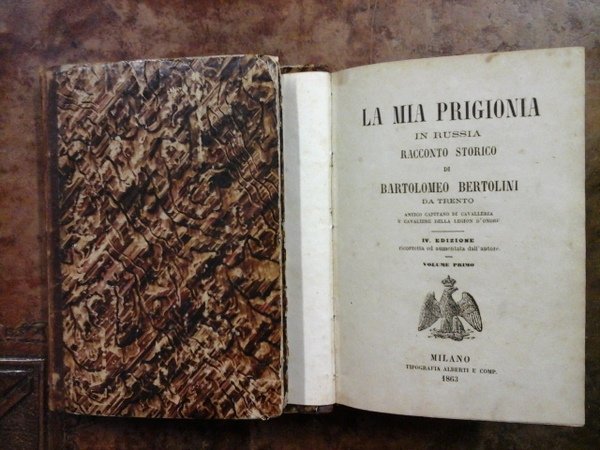 LA MIA PRIGIONIA
IN RUSSIA
RACCONTO STORICO
DI
BARTOLOMEO BERTOLINI
DA TRENTO
ANTICO CAPITANO DI CAVALLERIA
E CAVALIERE DELLA LEGION D'ONORE
IV. EDIZIONE
ricorretta ed aumentata dall'autore
VOLUME PRIMO
MILANO
TIPOGRAFIA ALBERTI E COMP.
1863